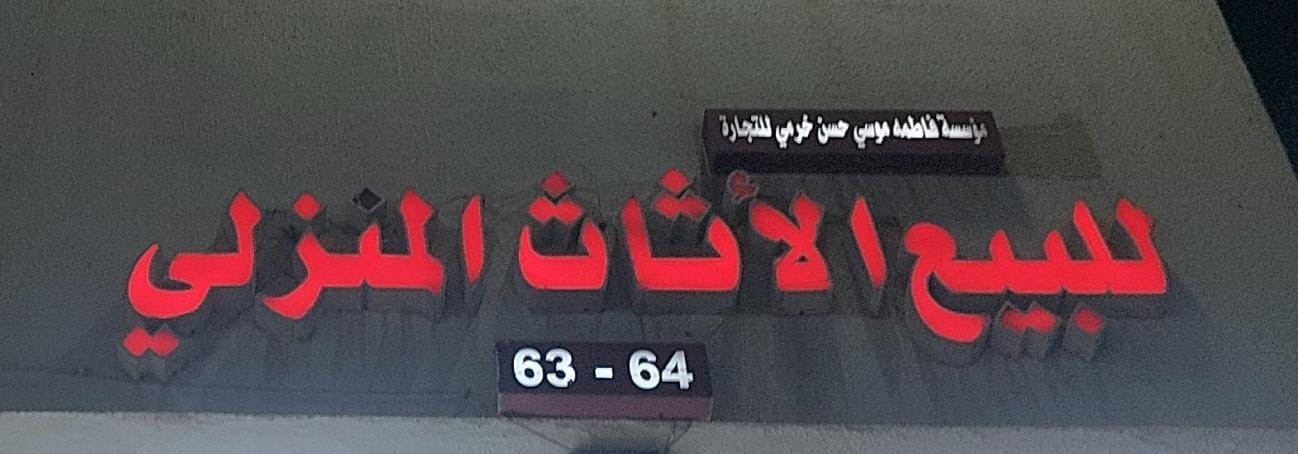 مؤسسة فاطمه موسي حسن خرمي للتجارة
للبيع الأثاث المنزلي
63 - 64